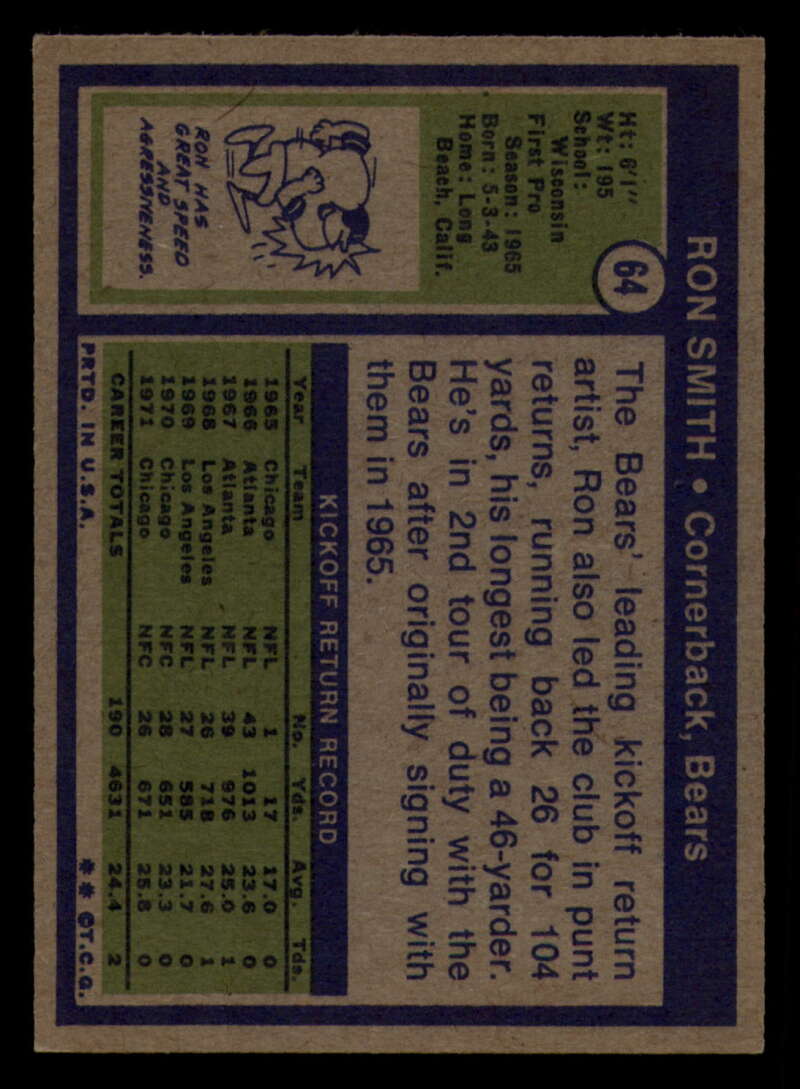 RON SMITH • Cornerback, Bears
64
Ht: 6'1"
Wt: 195
School:
Wisconsin
First Pro
Season: 1965
Born: 5-3-43
Home: Long
Beach, Calif.
RON HAS
GREAT SPEED
AND
AGRESSIVENESS.
The Bears' leading kickoff return
artist, Ron also led the club in punt
returns, running back 26 for 104
yards, his longest being a 46-yarder.
He's in 2nd tour of duty with the
Bears after originally signing with
them in 1965.
KICKOFF RETURN RECORD
Year Team No. Yds. Avg. Tds.
1965 Chicago NFL 1 17 17.0 0
1966 Atlanta NFL 43 1013 23.6 0
1967 Atlanta NFL 39 976 25.0 1
1968 Los Angeles NFL 26 718 27.6 1
1969 Los Angeles NFL 27 585 21.7 0
1970 Chicago NFC 28 651 23.3 0
1971 Chicago NFC 26 671 25.8 0
CAREER TOTALS 190 4631 24.4 2
PRTD. IN U.S.A. * * ©T.C.G.